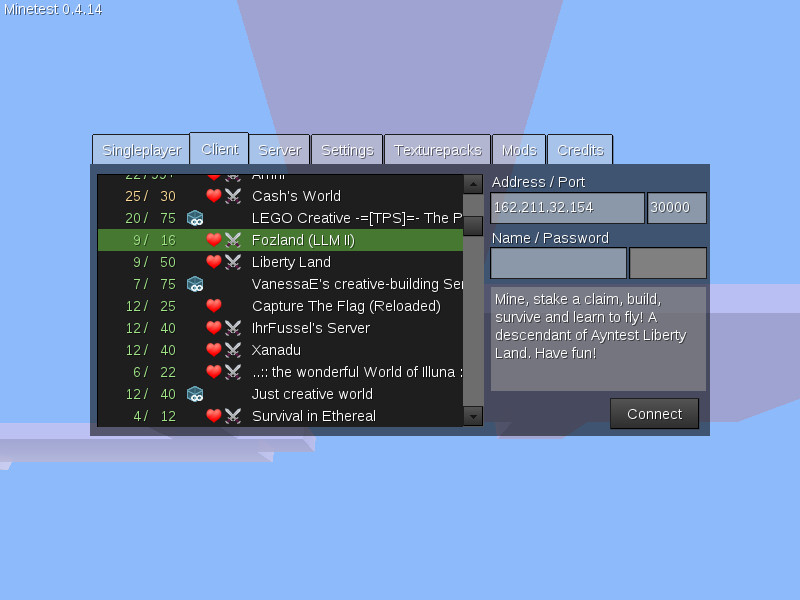 Minetest 0.4.14
Singleplayer Client Server Settings Texturepacks Mods Credits
Amhi
25 / 30 Cash's World
20 / 75 LEGO Creative -=[TPS]=- The P
9 / 16 Fozland (LLM II)
9 / 50 Liberty Land
7 / 75 VanessaE's creative-building Ser
12 / 25 Capture The Flag (Reloaded)
12 / 40 IhrFussel's Server
12 / 40 Xanadu
6 / 22 ..:: the wonderful World of Illuna :
12 / 40 Just creative world
4 / 12 Survival in Ethereal
Address / Port
162.211.32.154 30000
Name / Password
Mine, stake a claim, build,
survive and learn to fly! A
descendant of Ayntest Liberty
Land. Have fun!
Connect